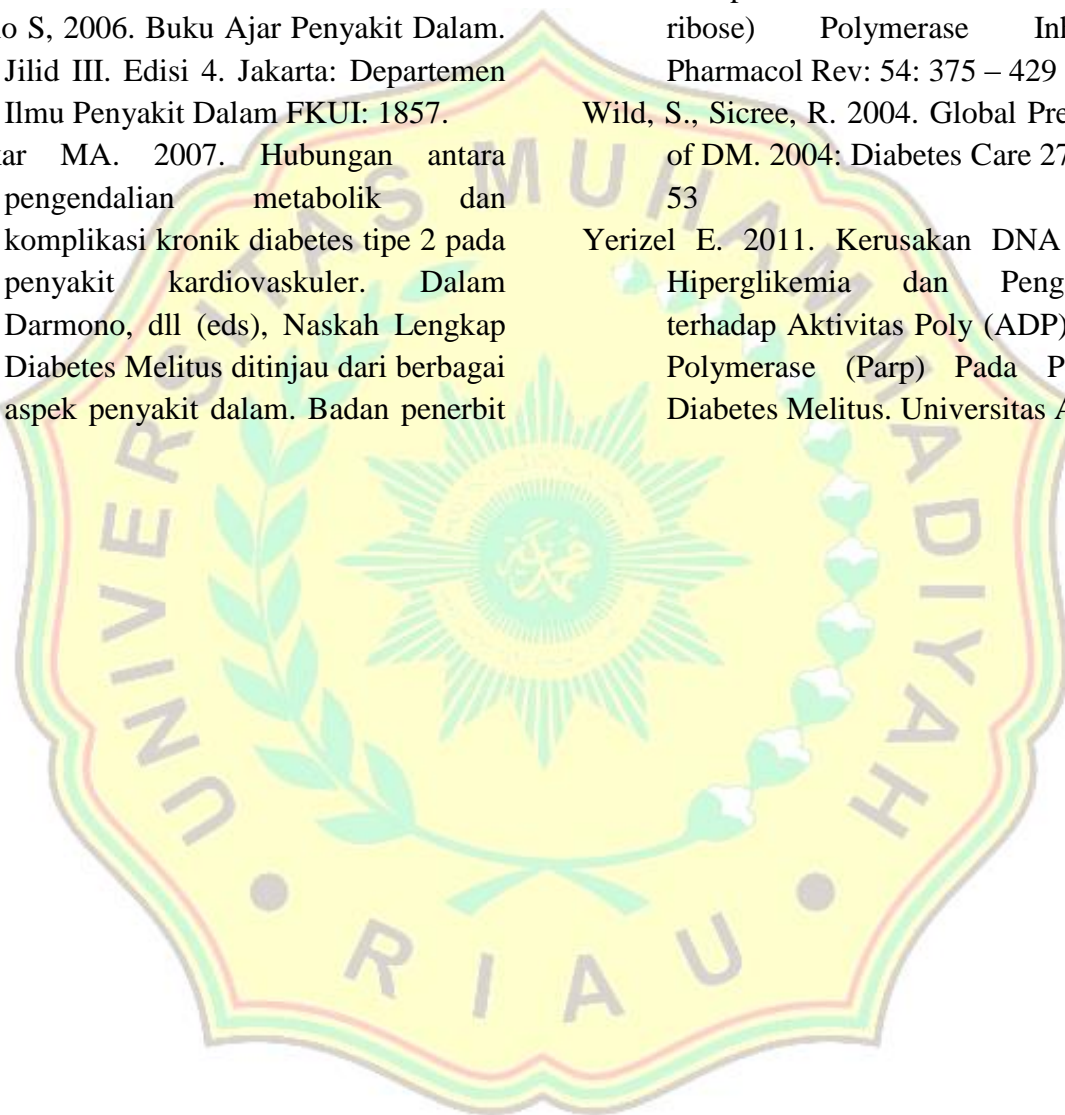 o S, 2006. Buku Ajar Penyakit Dalam.
Jilid III. Edisi 4. Jakarta: Departemen
Ilmu Penyakit Dalam FKUI: 1857.
kar MA. 2007. Hubungan antara
pengendalian metabolik dan
komplikasi kronik diabetes tipe 2 pada
penyakit kardiovaskuler. Dalam
Darmono, dll (eds), Naskah Lengkap
Diabetes Melitus ditinjau dari berbagai
aspek penyakit dalam. Badan penerbit
ribose) Polymerase
Pharmacol Rev: 54: 375 – 429
Wild, S., Sicree, R. 2004. Global Pre
of DM. 2004: Diabetes Care 27
53
Yerizel E. 2011. Kerusakan DNA
Hiperglikemia dan Peng
terhadap Aktivitas Poly (ADP)
Polymerase (Parp) Pada P
Diabetes Melitus. Universitas A
UNIVERSITAS MUHAMMADIYAH
RIAU